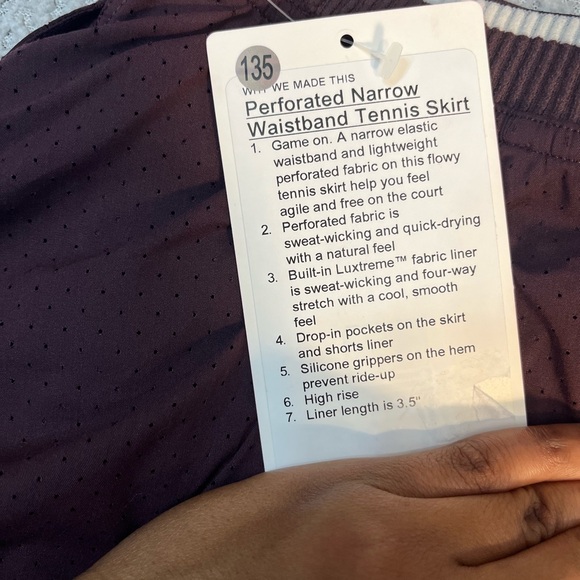 135
WE MADE THIS
Perforated Narrow
Waistband Tennis Skirt
1. Game on. A narrow elastic
waistband and lightweight
perforated fabric on this flowy
tennis skirt help you feel
agile and free on the court
2. Perforated fabric is
sweat-wicking and quick-drying
with a natural feel
3. Built-in Luxtreme™ fabric liner
is sweat-wicking and four-way
stretch with a cool, smooth
feel
4. Drop-in pockets on the skirt
and shorts liner
5. Silicone grippers on the hem
prevent ride-up
6. High rise
7. Liner length is 3.5"